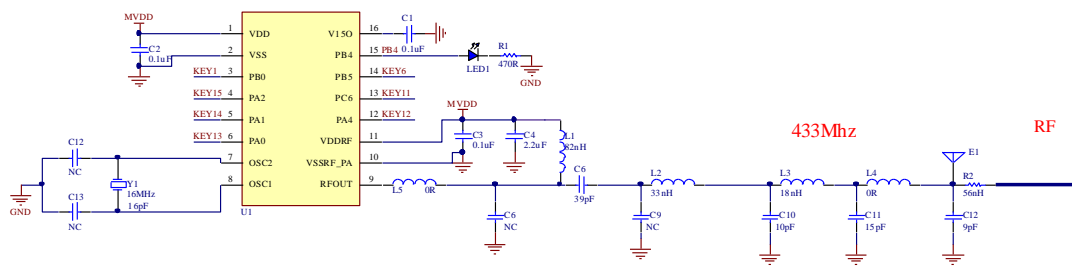 MVDD
C2
0.1uF
1 VDD V15O 16
2 VSS PB4 15 PB4
KEY1 3 PB0 PB5 14 KEY6
KEY15 4 PA2 PC6 13 KEY11
KEY14 5 PA1 PA4 12 KEY12
KEY13 6 PA0 VDDRF 11
7 OSC2 VSSRF_PA 10
8 OSC1 RFOUT 9
U1
C1
0.1uF
LED1
R1
470R
GND
MVDD
C3
0.1uF
C4
2.2uF
L1
82nH
433Mhz
RF
C12
NC
Y1
16MHz
16pF
C13
NC
GND
L5 0R
C6
NC
C6
39pF
L2
33nH
C9
NC
L3
18nH
C10
10pF
L4
0R
C11
15pF
E1
R2
56nH
C12
9pF